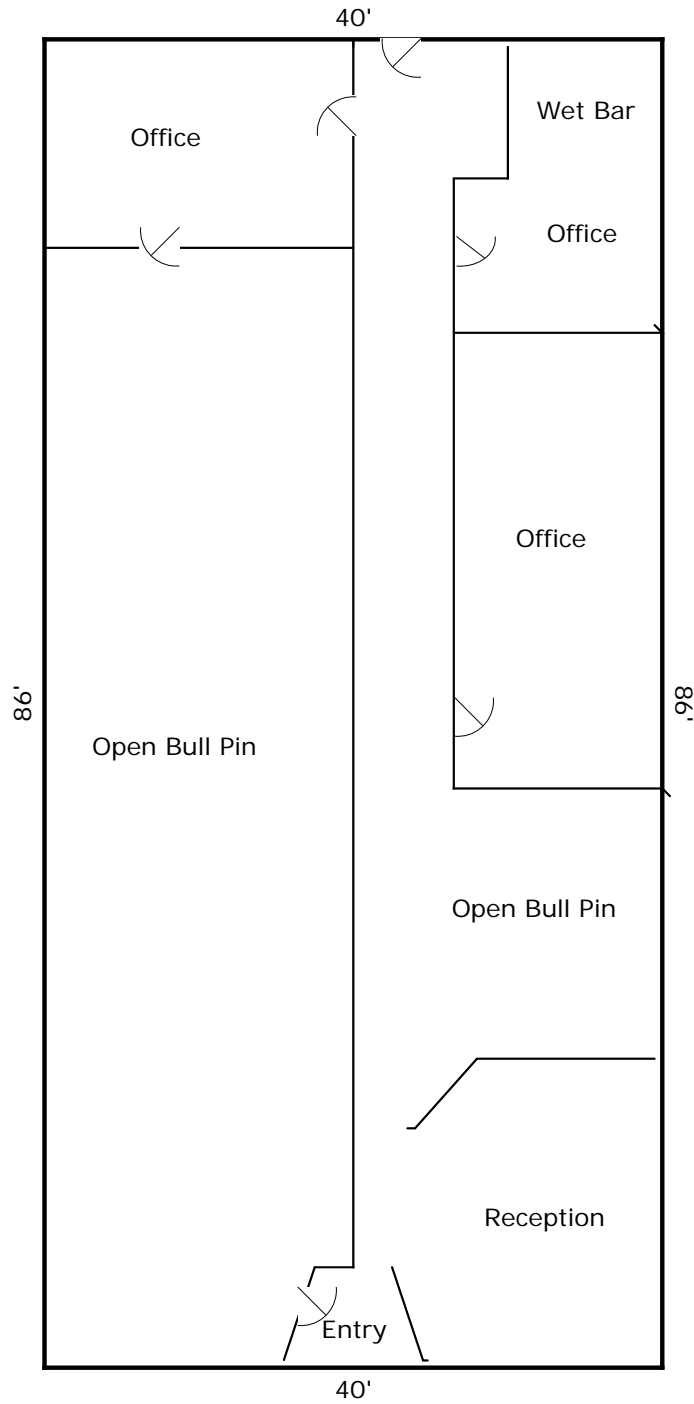 40'
Wet Bar
Office
Office
Office
86'
86'
Open Bull Pin
Open Bull Pin
Reception
Entry
40'